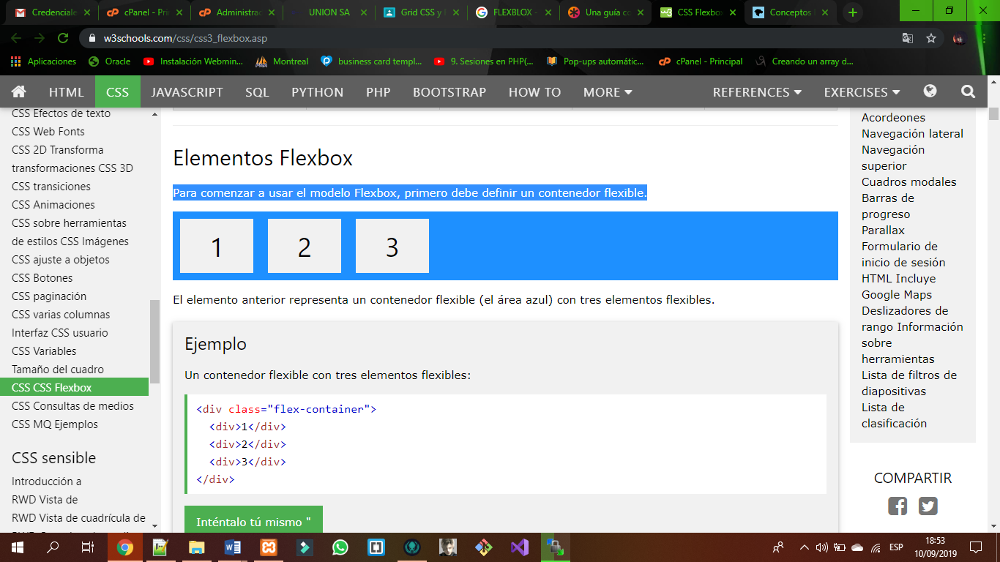 Credenciale
cPanel - Prin
Administrac
UNION SA
Grid CSS y
FLEXBLOX -
Una guía co
CSS Flexbox
Conceptos
w3schools.com/css/css3_flexbox.asp
Aplicaciones
Oracle
Instalación Webmin...
Montreal
business card templ...
9. Sesiones en PHP(...
Pop-ups automátic...
cPanel - Principal
Creando un array d...
HTML
CSS
JAVASCRIPT
SQL
PYTHON
PHP
BOOTSTRAP
HOW TO
MORE
REFERENCES
EXERCISES
CSS Efectos de texto
CSS Web Fonts
CSS 2D Transforma
transformaciones CSS 3D
CSS transiciones
CSS Animaciones
CSS sobre herramientas
de estilos CSS Imágenes
CSS ajuste a objetos
CSS Botones
CSS paginación
CSS varias columnas
Interfaz CSS usuario
CSS Variables
Tamaño del cuadro
CSS CSS Flexbox
CSS Consultas de medios
CSS MQ Ejemplos
CSS sensible
Introducción a
RWD Vista de
RWD Vista de cuadrícula de
Elementos Flexbox
Para comenzar a usar el modelo Flexbox, primero debe definir un contenedor flexible.
1
2
3
El elemento anterior representa un contenedor flexible (el área azul) con tres elementos flexibles.
Ejemplo
Un contenedor flexible con tres elementos flexibles:
<div class="flex-container">
<div>1</div>
<div>2</div>
<div>3</div>
</div>
Inténtalo tú mismo "
Acordeones
Navegación lateral
Navegación
superior
Cuadros modales
Barras de
progreso
Parallax
Formulario de
inicio de sesión
HTML Incluye
Google Maps
Deslizadores de
rango Información
sobre
herramientas
Lista de filtros de
diapositivas
Lista de
clasificación
COMPARTIR
ESP
18:53
10/09/2019